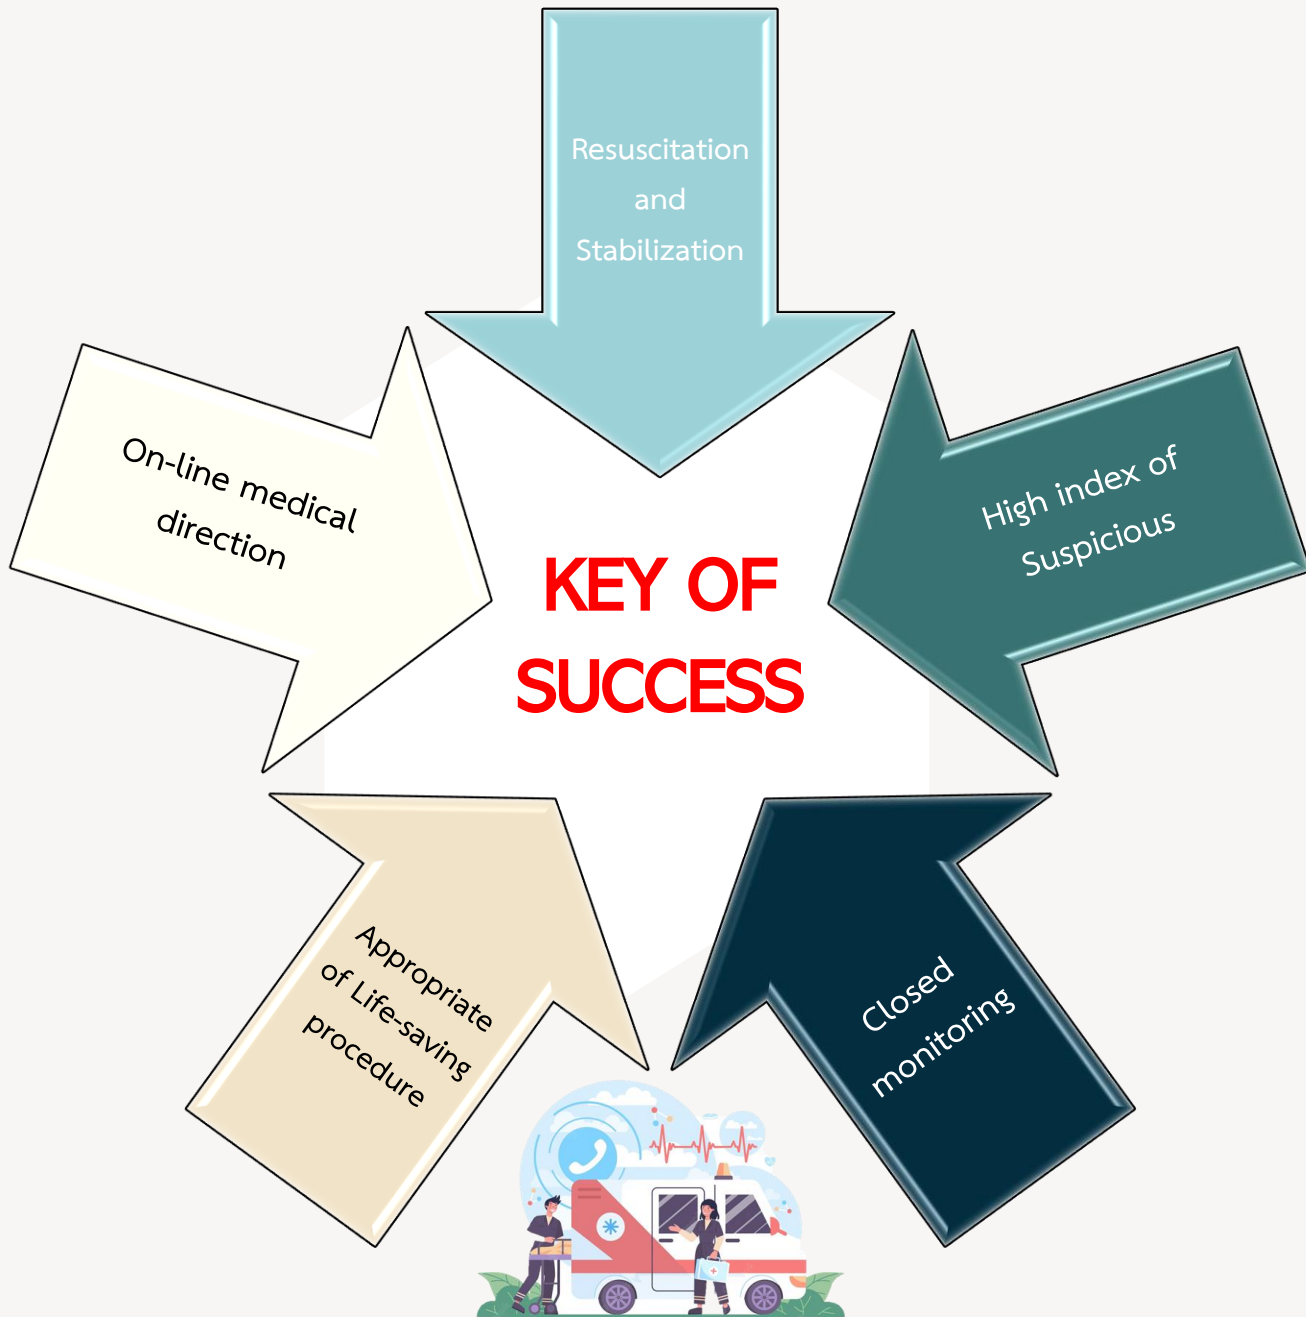 Resuscitation
and
Stabilization
On-line medical
direction
High index of
Suspicious
KEY OF
SUCCESS
Appropriate
of Life-saving
procedure
Closed
monitoring